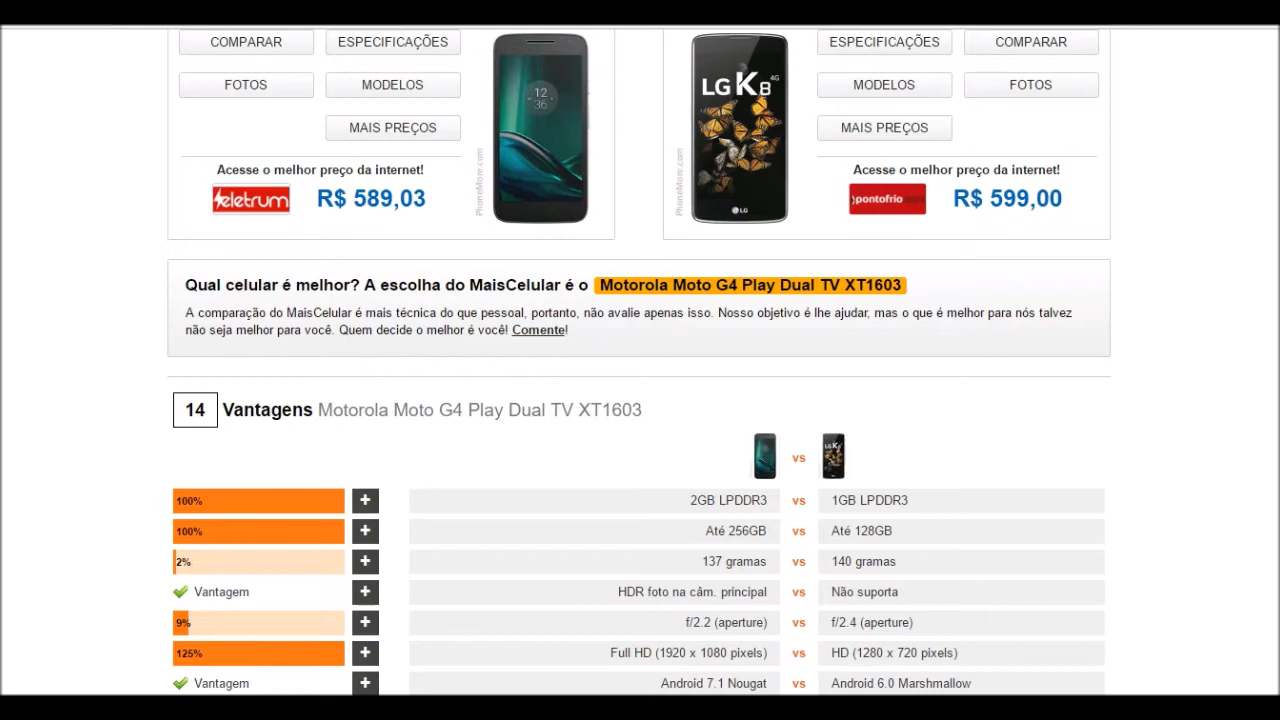 COMPARAR
ESPECIFICAÇÕES
FOTOS
MODELOS
MAIS PREÇOS
Acesse o melhor preço da internet!
eletrum R$ 589,03
12
36
PhoneMore.com
LG K8 4G
LG
PhoneMore.com
ESPECIFICAÇÕES
COMPARAR
MODELOS
FOTOS
MAIS PREÇOS
Acesse o melhor preço da internet!
pontofrio.com R$ 599,00
Qual celular é melhor? A escolha do MaisCelular é o Motorola Moto G4 Play Dual TV XT1603
A comparação do MaisCelular é mais técnica do que pessoal, portanto, não avalie apenas isso. Nosso objetivo é lhe ajudar, mas o que é melhor para nós talvez
não seja melhor para você. Quem decide o melhor é você! Comente!
14 Vantagens Motorola Moto G4 Play Dual TV XT1603
vs
100% + 2GB LPDDR3 vs 1GB LPDDR3
100% + Até 256GB vs Até 128GB
2% + 137 gramas vs 140 gramas
Vantagem + HDR foto na câm. principal vs Não suporta
9% + f/2.2 (aperture) vs f/2.4 (aperture)
125% + Full HD (1920 x 1080 pixels) vs HD (1280 x 720 pixels)
Vantagem + Android 7.1 Nougat vs Android 6.0 Marshmallow